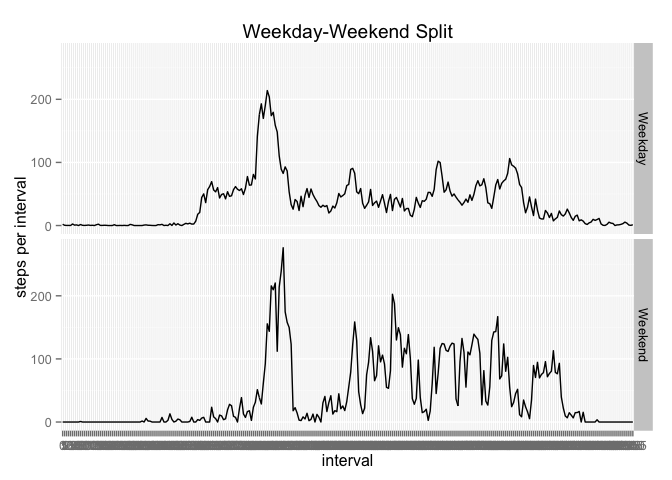 Weekday-Weekend Split
200
100
0
Weekday
steps per interval
200
100
0
Weekend
interval